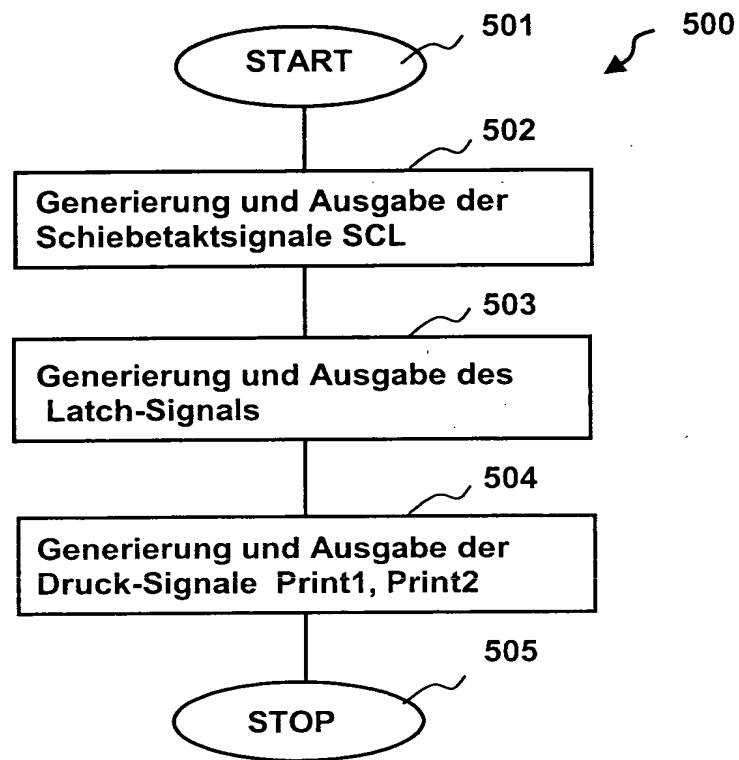 501
500
START
502
Generierung und Ausgabe der
Schiebetaktsignale SCL
503
Generierung und Ausgabe des
Latch-Signals
504
Generierung und Ausgabe der
Druck-Signale Print1, Print2
505
STOP